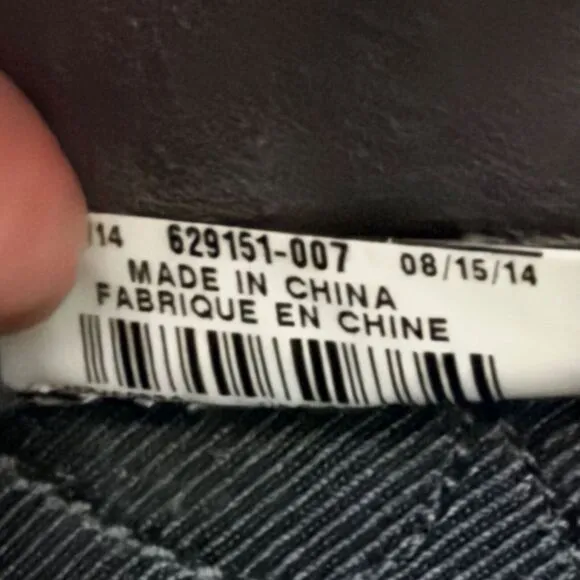 /14 629151-007 08/15/14
MADE IN CHINA
FABRIQUE EN CHINE